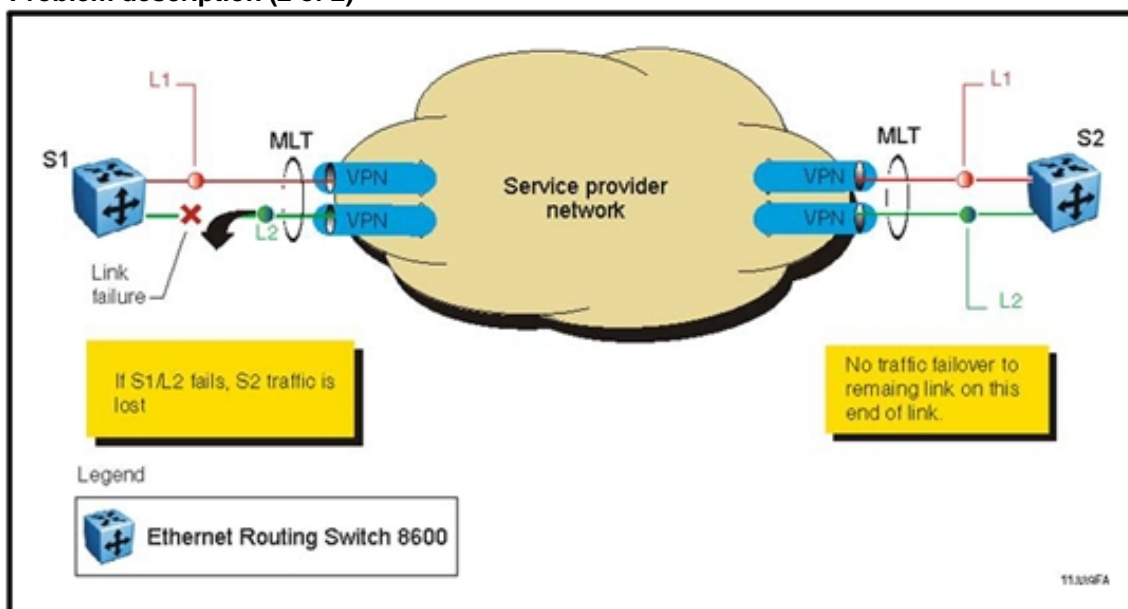 Problem description (2 of 2)
L1
L1
MLT
MLT
S1
S2
VPN
VPN
Service provider
network
VPN
VPN
L2
Link
failure
L2
If S1/L2 fails, S2 traffic is
lost
No traffic failover to
remaing link on this
end of link.
Legend
Ethernet Routing Switch 8600